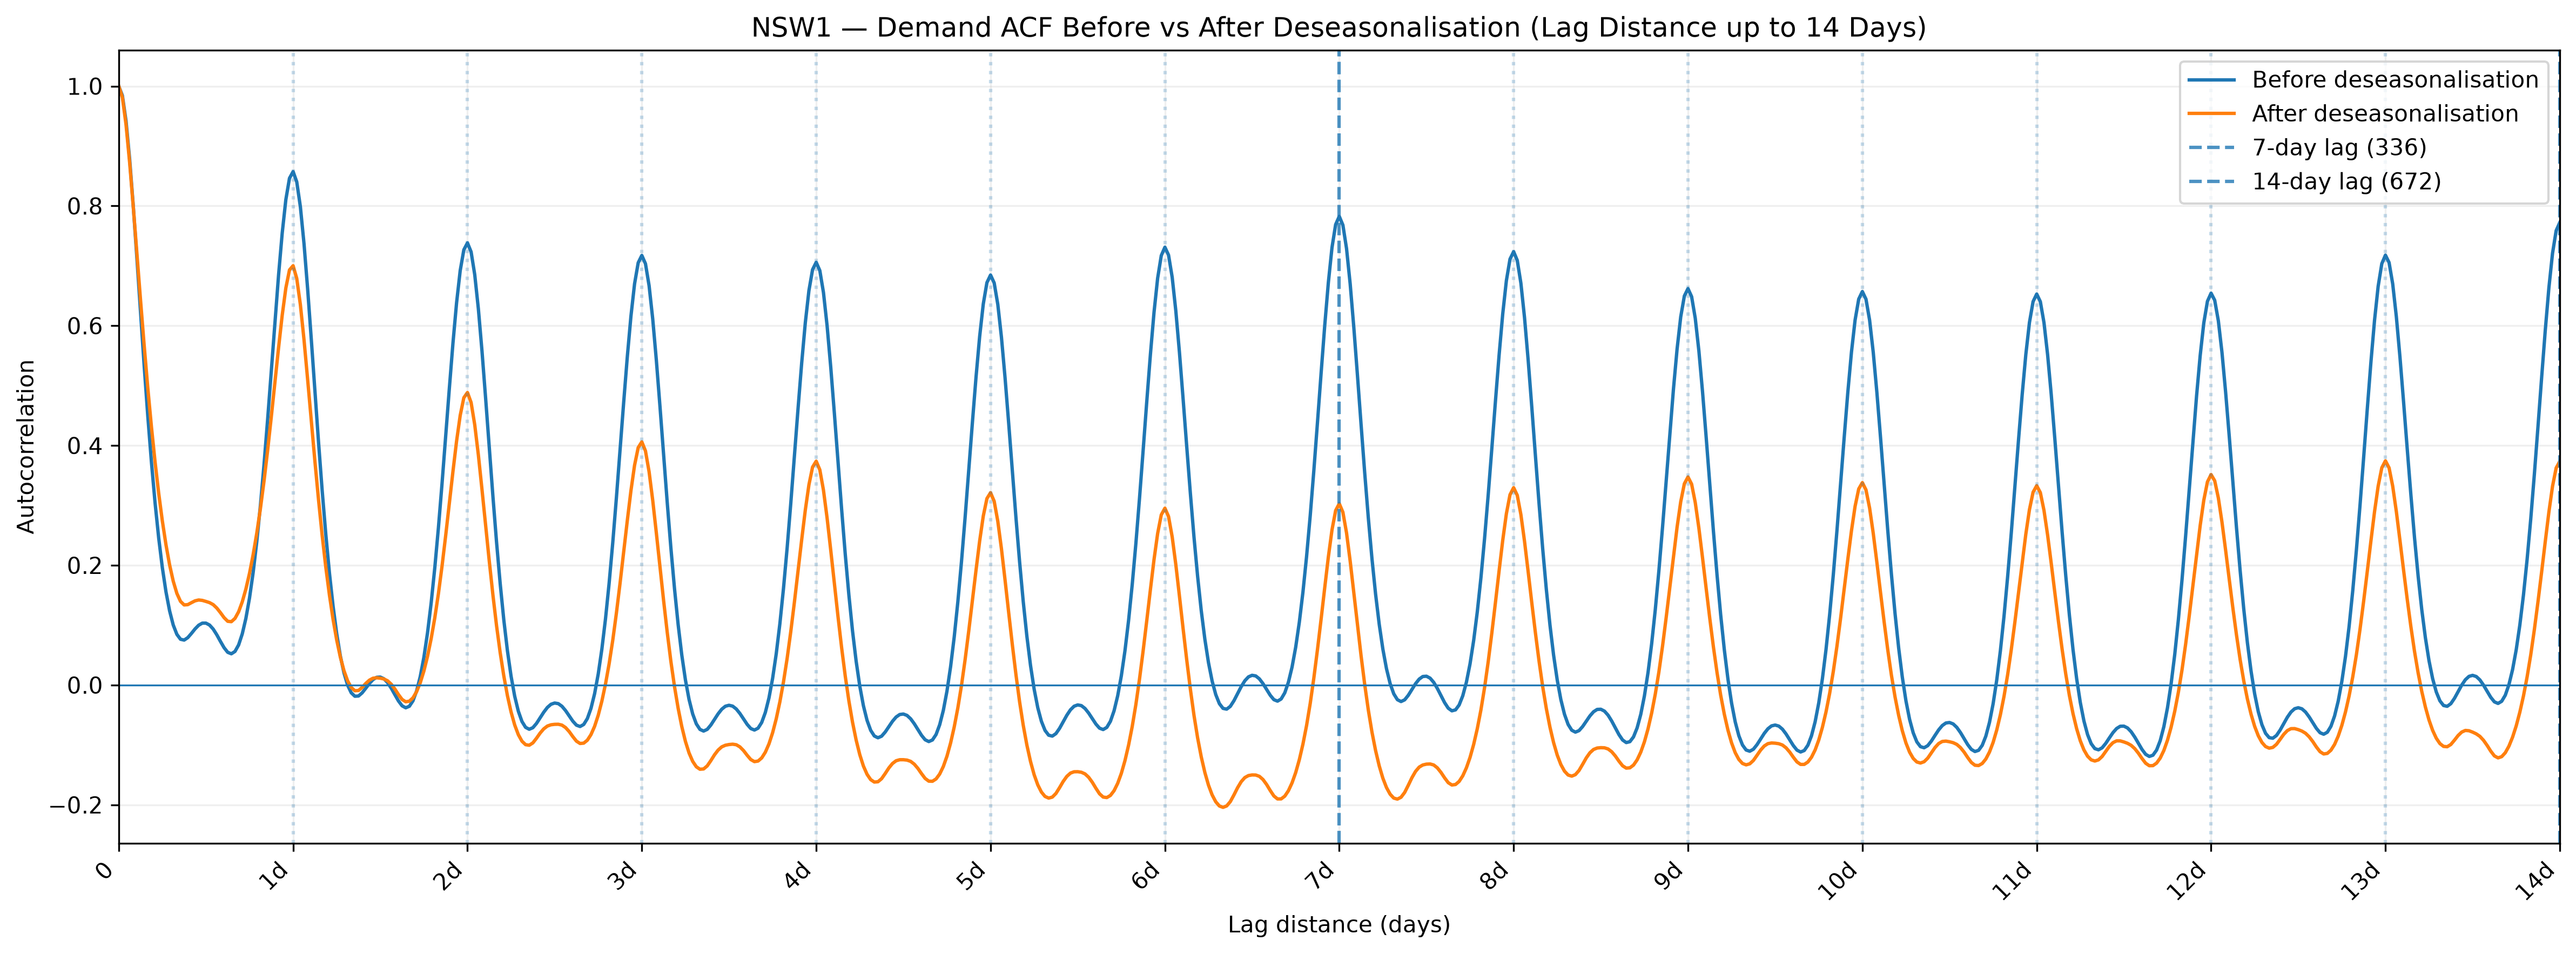 NSW1 — Demand ACF Before vs After Deseasonalisation (Lag Distance up to 14 Days)
Before deseasonalisation
After deseasonalisation
7-day lag (336)
14-day lag (672)
Autocorrelation
1.0
0.8
0.6
0.4
0.2
0.0
−0.2
0
1d
2d
3d
4d
5d
6d
7d
8d
9d
10d
11d
12d
13d
14d
Lag distance (days)